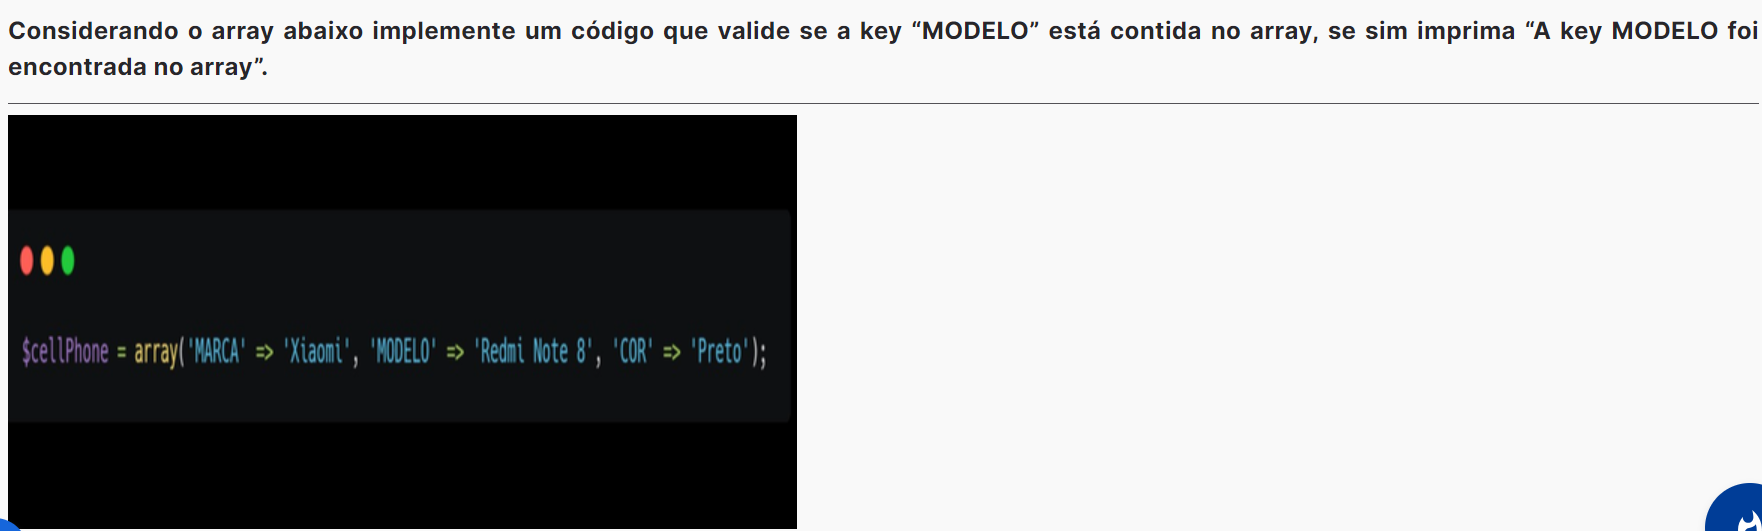 Considerando o array abaixo implemente um código que valide se a key “MODELO” está contida no array, se sim imprima “A key MODELO foi
encontrada no array”.
$cellPhone = array('MARCA' => 'Xiaomi', 'MODELO' => 'Redmi Note 8', 'COR' => 'Preto');